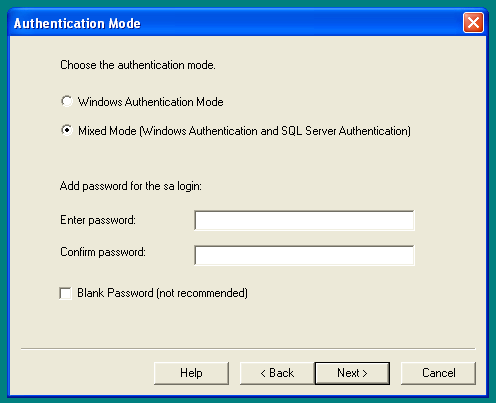 Authentication Mode
Choose the authentication mode.
Windows Authentication Mode
Mixed Mode (Windows Authentication and SQL Server Authentication)
Add password for the sa login:
Enter password:
Confirm password:
Blank Password (not recommended)
Help < Back Next > Cancel